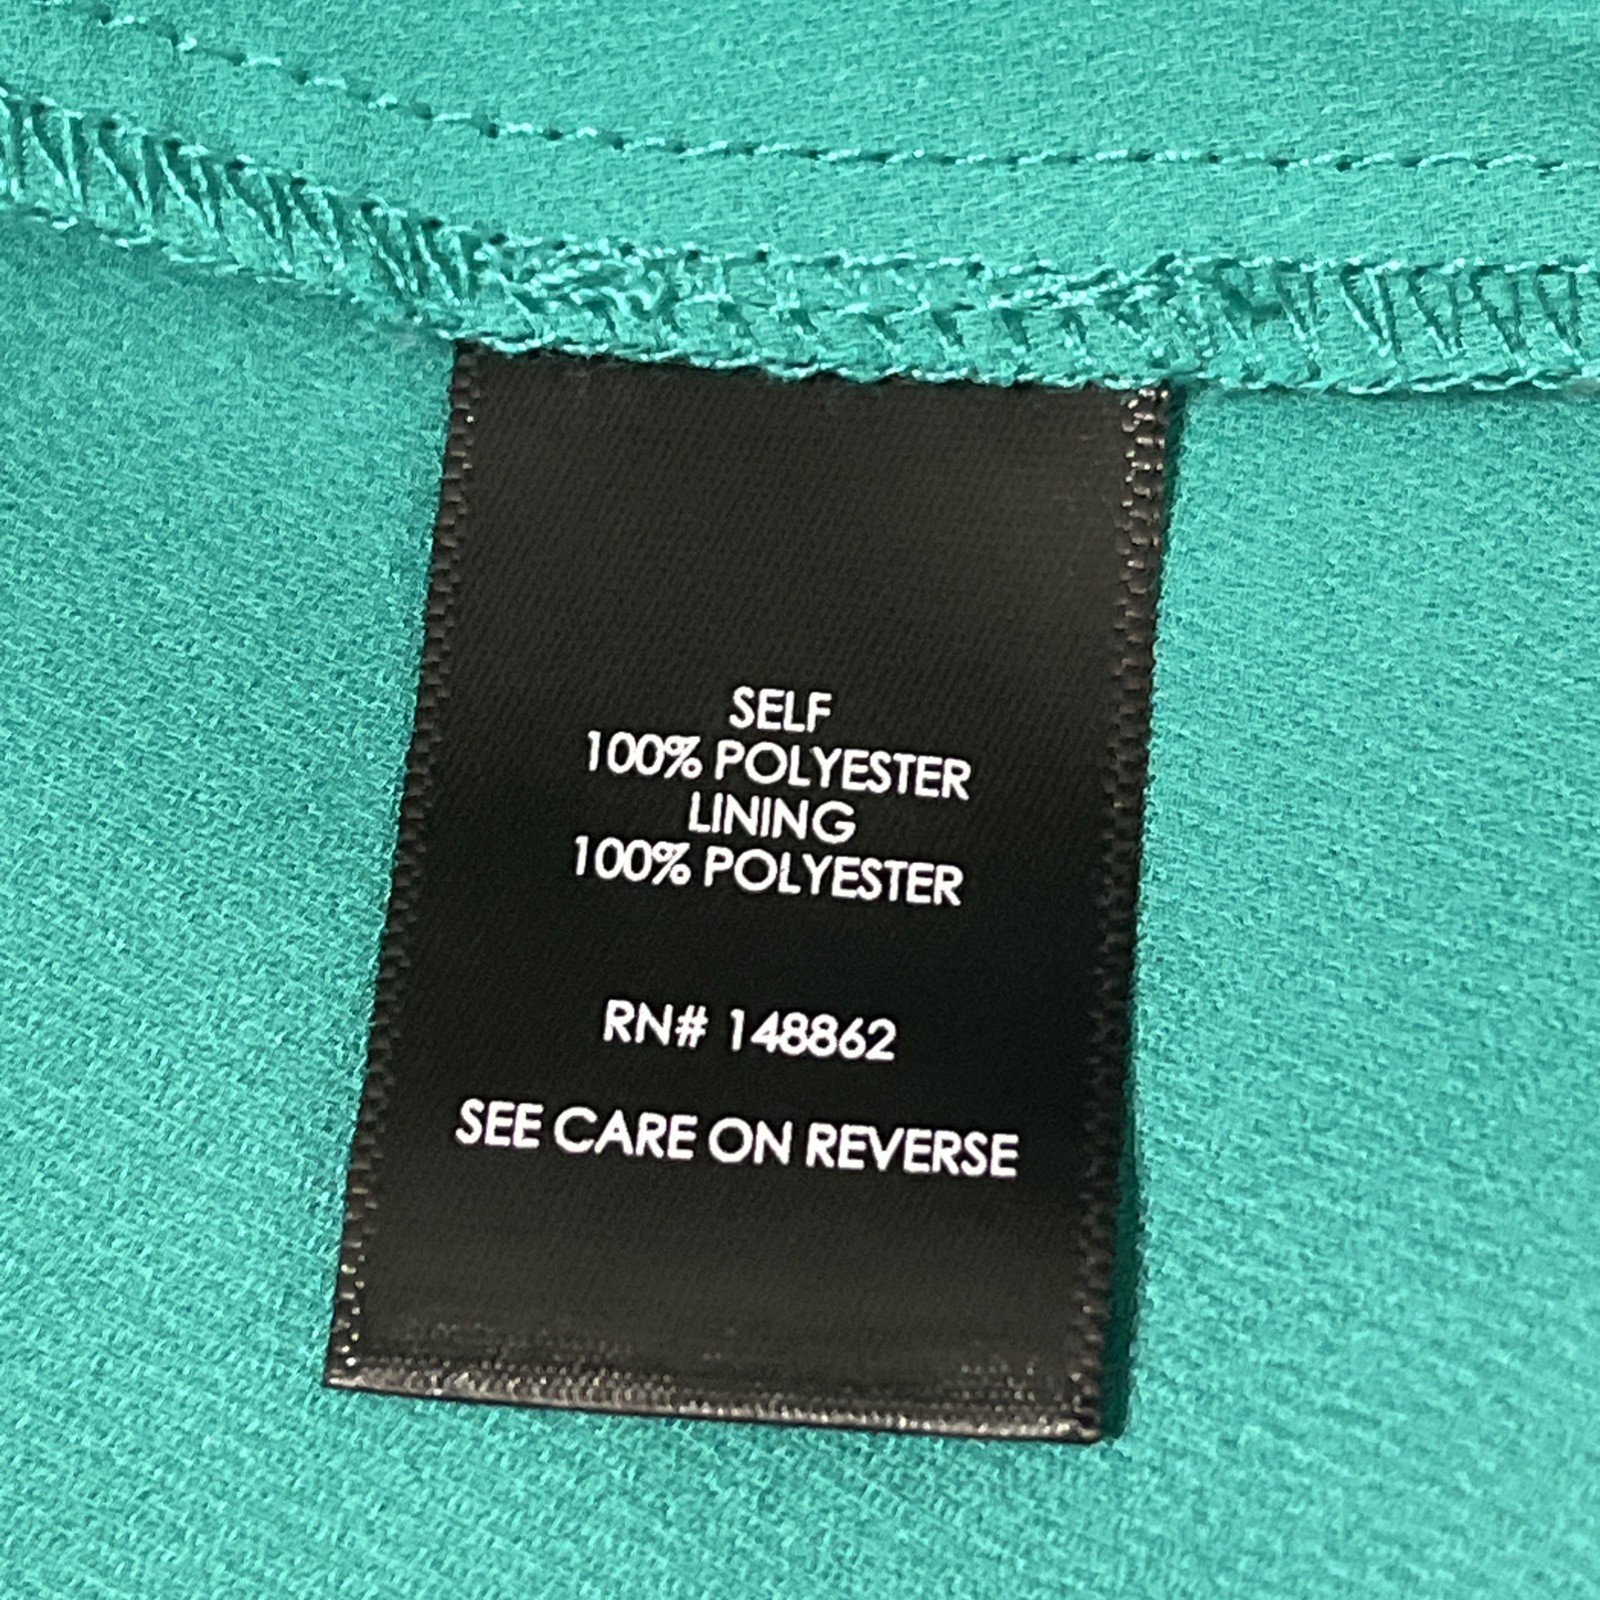 SELF
100% POLYESTER
LINING
100% POLYESTER
RN# 148862
SEE CARE ON REVERSE